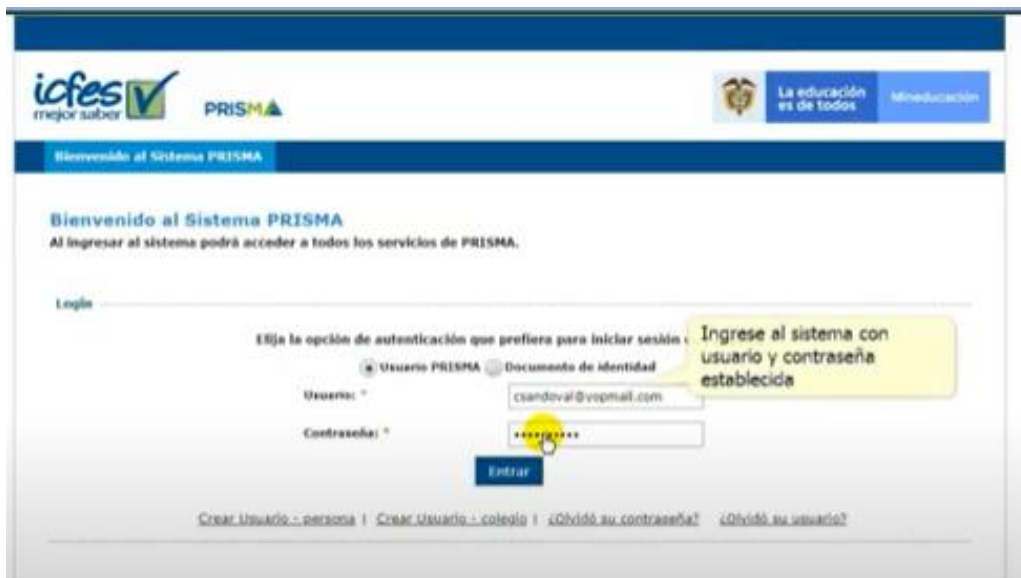 icfes
mejor saber
PRISMA
La educación
es de todos
Mineducación
Bienvenido al Sistema PRISMA
Bienvenido al Sistema PRISMA
Al ingresar al sistema podrá acceder a todos los servicios de PRISMA.
Login
Elija la opción de autenticación que prefiera para iniciar sesión
Ingrese al sistema con
usuario y contraseña
establecida
Usuario PRISMA Documento de identidad
Usuario: * csandoval@yopmail.com
Contraseña: *
Entrar
Crear Usuario - persona | Crear Usuario - colegio | ¿Olvidó su contraseña? ¿Olvidó su usuario?